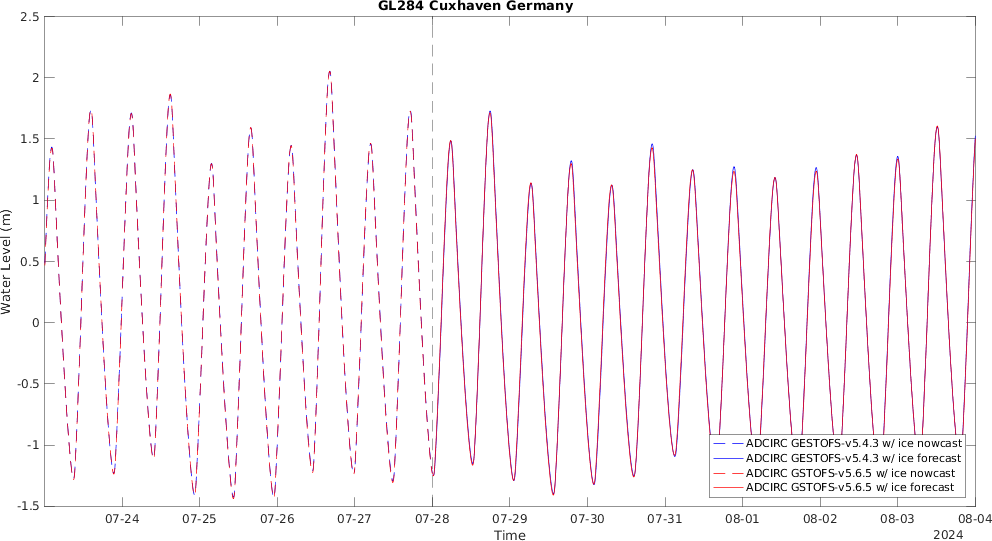 GL284 Cuxhaven Germany
2.5
2
1.5
1
0.5
0
-0.5
-1
-1.5
Water Level (m)
ADCIRC GESTOFS-v5.4.3 w/ ice nowcast
ADCIRC GESTOFS-v5.4.3 w/ ice forecast
ADCIRC GSTOFS-v5.6.5 w/ ice nowcast
ADCIRC GSTOFS-v5.6.5 w/ ice forecast
07-24 07-25 07-26 07-27 07-28 07-29 07-30 07-31 08-01 08-02 08-03 08-04
Time
2024